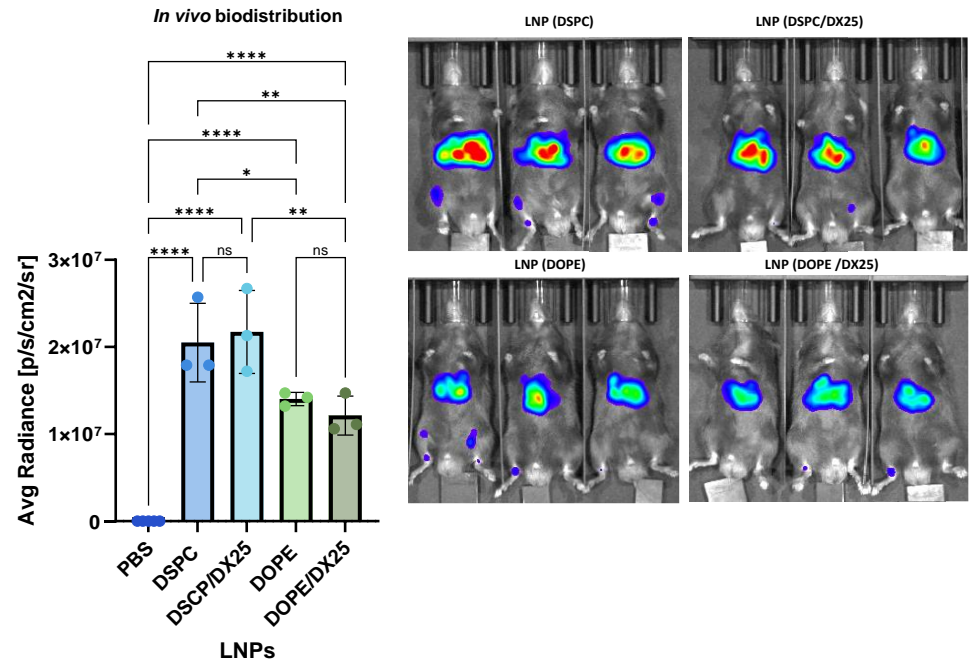 In vivo biodistribution
****
**
****
*
****
**
****
ns
ns
3×10⁷
2×10⁷
1×10⁷
0
Avg Radiance [p/s/cm2/sr]
PBS
DSPC
DSCP/DX25
DOPE
DOPE/DX25
LNPs
LNP (DSPC)
LNP (DSPC/DX25)
LNP (DOPE)
LNP (DOPE /DX25)